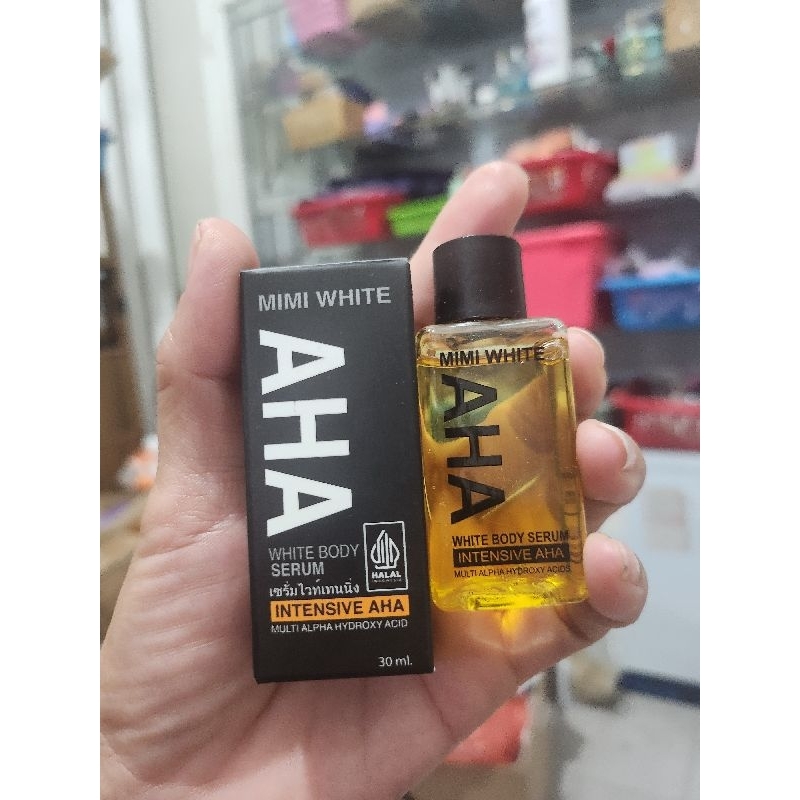 MIMI WHITE
AHA
WHITE BODY
SERUM
เซรั่มไวท์เทนนิ่ง
INTENSIVE AHA
MULTI ALPHA HYDROXY ACID
HALAL
INDONESIA
30 ml.
MIMI WHITE
AHA
WHITE BODY SERUM
INTENSIVE AHA
MULTI ALPHA HYDROXY ACIDS